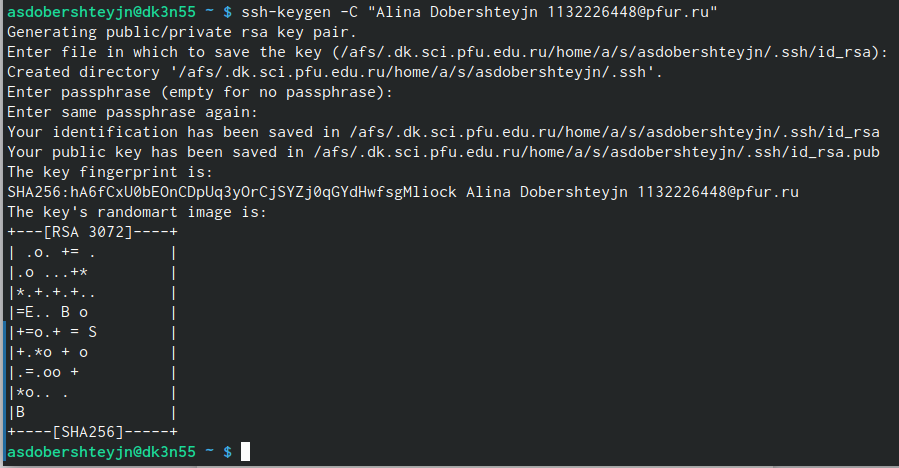 asdobershteyjn@dk3n55 ~ $ ssh-keygen -C "Alina Dobershteyjn 1132226448@pfur.ru"
Generating public/private rsa key pair.
Enter file in which to save the key (/afs/.dk.sci.pfu.edu.ru/home/a/s/asdobershteyjn/.ssh/id_rsa):
Created directory '/afs/.dk.sci.pfu.edu.ru/home/a/s/asdobershteyjn/.ssh'.
Enter passphrase (empty for no passphrase):
Enter same passphrase again:
Your identification has been saved in /afs/.dk.sci.pfu.edu.ru/home/a/s/asdobershteyjn/.ssh/id_rsa
Your public key has been saved in /afs/.dk.sci.pfu.edu.ru/home/a/s/asdobershteyjn/.ssh/id_rsa.pub
The key fingerprint is:
SHA256:hA6fCxU0bEOnCDpUq3yOrCjSYZj0qGYdHwfsgMliock Alina Dobershteyjn 1132226448@pfur.ru
The key's randomart image is:
+---[RSA 3072]----+
| .o. += .        |
|.o ...+*         |
|*.+.+.+..        |
|=E.. B o         |
|+=o.+ = S        |
|+.*o + o         |
|.=.oo +          |
|*o.. .           |
|B                |
+----[SHA256]-----+
asdobershteyjn@dk3n55 ~ $